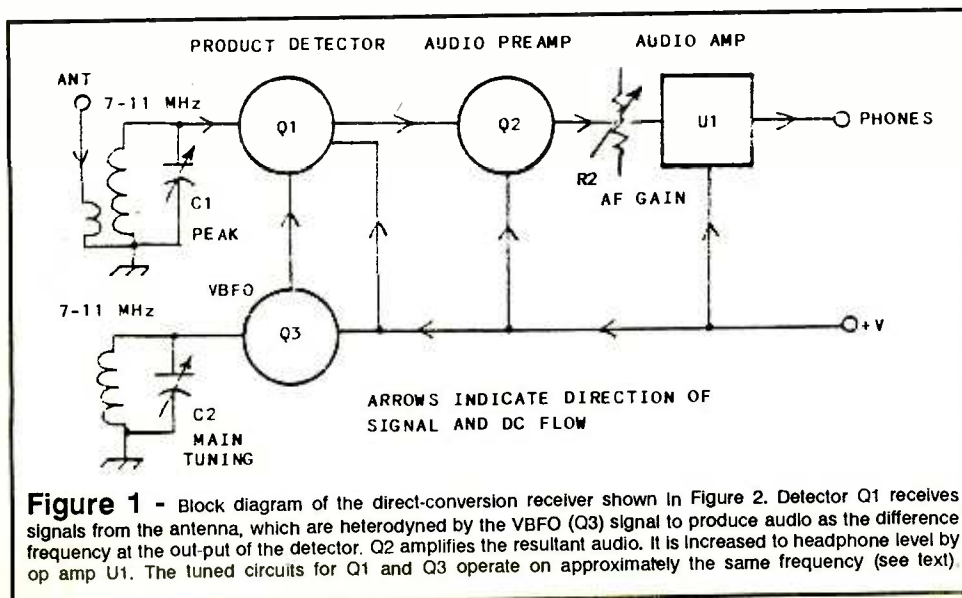 PRODUCT DETECTOR AUDIO PREAMP AUDIO AMP
ANT
7-11 MHz
Q1
Q2
U1
PHONES
C1
PEAK
R2
AF GAIN
VBFO
7-11 MHz
Q3
+V
C2
MAIN
TUNING
ARROWS INDICATE DIRECTION OF
SIGNAL AND DC FLOW
Figure 1 - Block diagram of the direct-conversion receiver shown in Figure 2. Detector Q1 receives
signals from the antenna, which are heterodyned by the VBFO (Q3) signal to produce audio as the difference
frequency at the out-put of the detector. Q2 amplifies the resultant audio. It is increased to headphone level by
op amp U1. The tuned circuits for Q1 and Q3 operate on approximately the same frequency (see text).